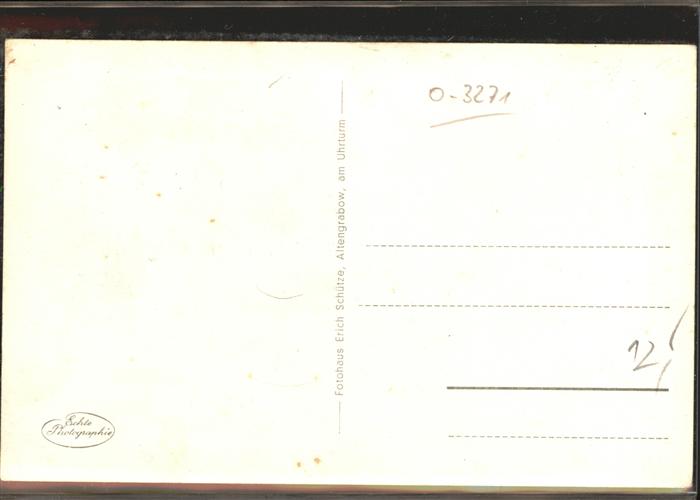 O-3271
Fotohaus Erich Schütze, Altengrabow, am Uhrturm
12,
Echte
Photographie